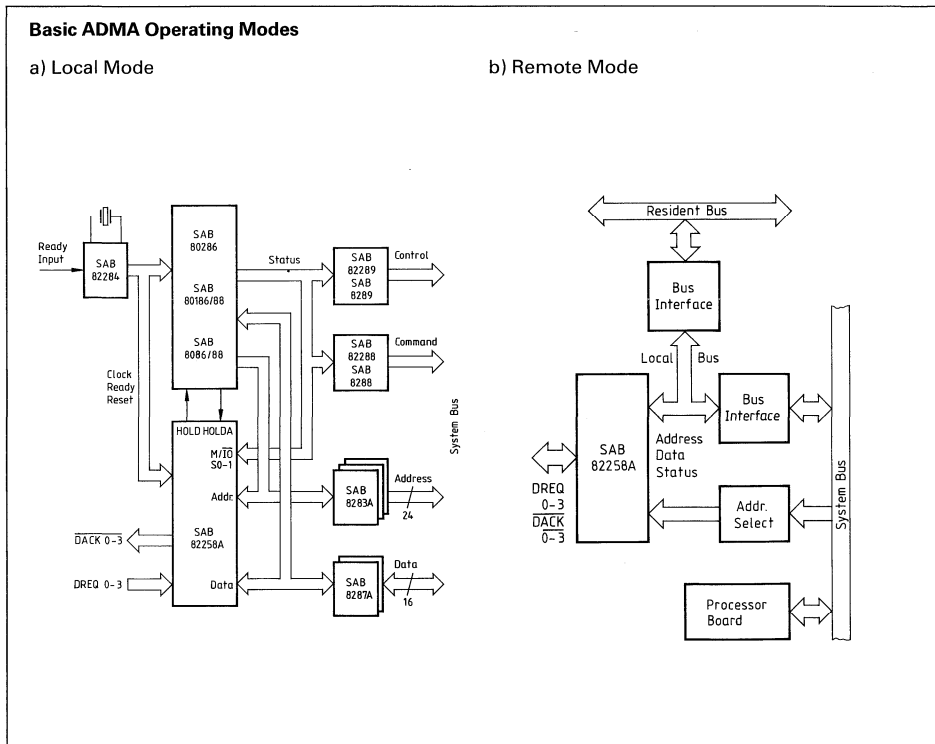 Basic ADMA Operating Modes
a) Local Mode
b) Remote Mode
Ready
Input
SAB
82284
SAB
80286
SAB
80186/88
SAB
8086/88
Status
SAB
82289
SAB
8289
Control
SAB
82288
SAB
8288
Command
Clock
Ready
Reset
HOLD HOLDA
M/I̅O̅
S0-1
Addr.
SAB
82258A
Data
D̅A̅C̅K̅ 0-3
DREQ 0-3
SAB
8283A
Address
24
SAB
8287A
Data
16
System Bus
Resident Bus
Bus
Interface
Local Bus
SAB
82258A
Bus
Interface
Address
Data
Status
DREQ
0-3
D̅A̅C̅K̅
0̅-̅3̅
Addr.
Select
System Bus
Processor
Board